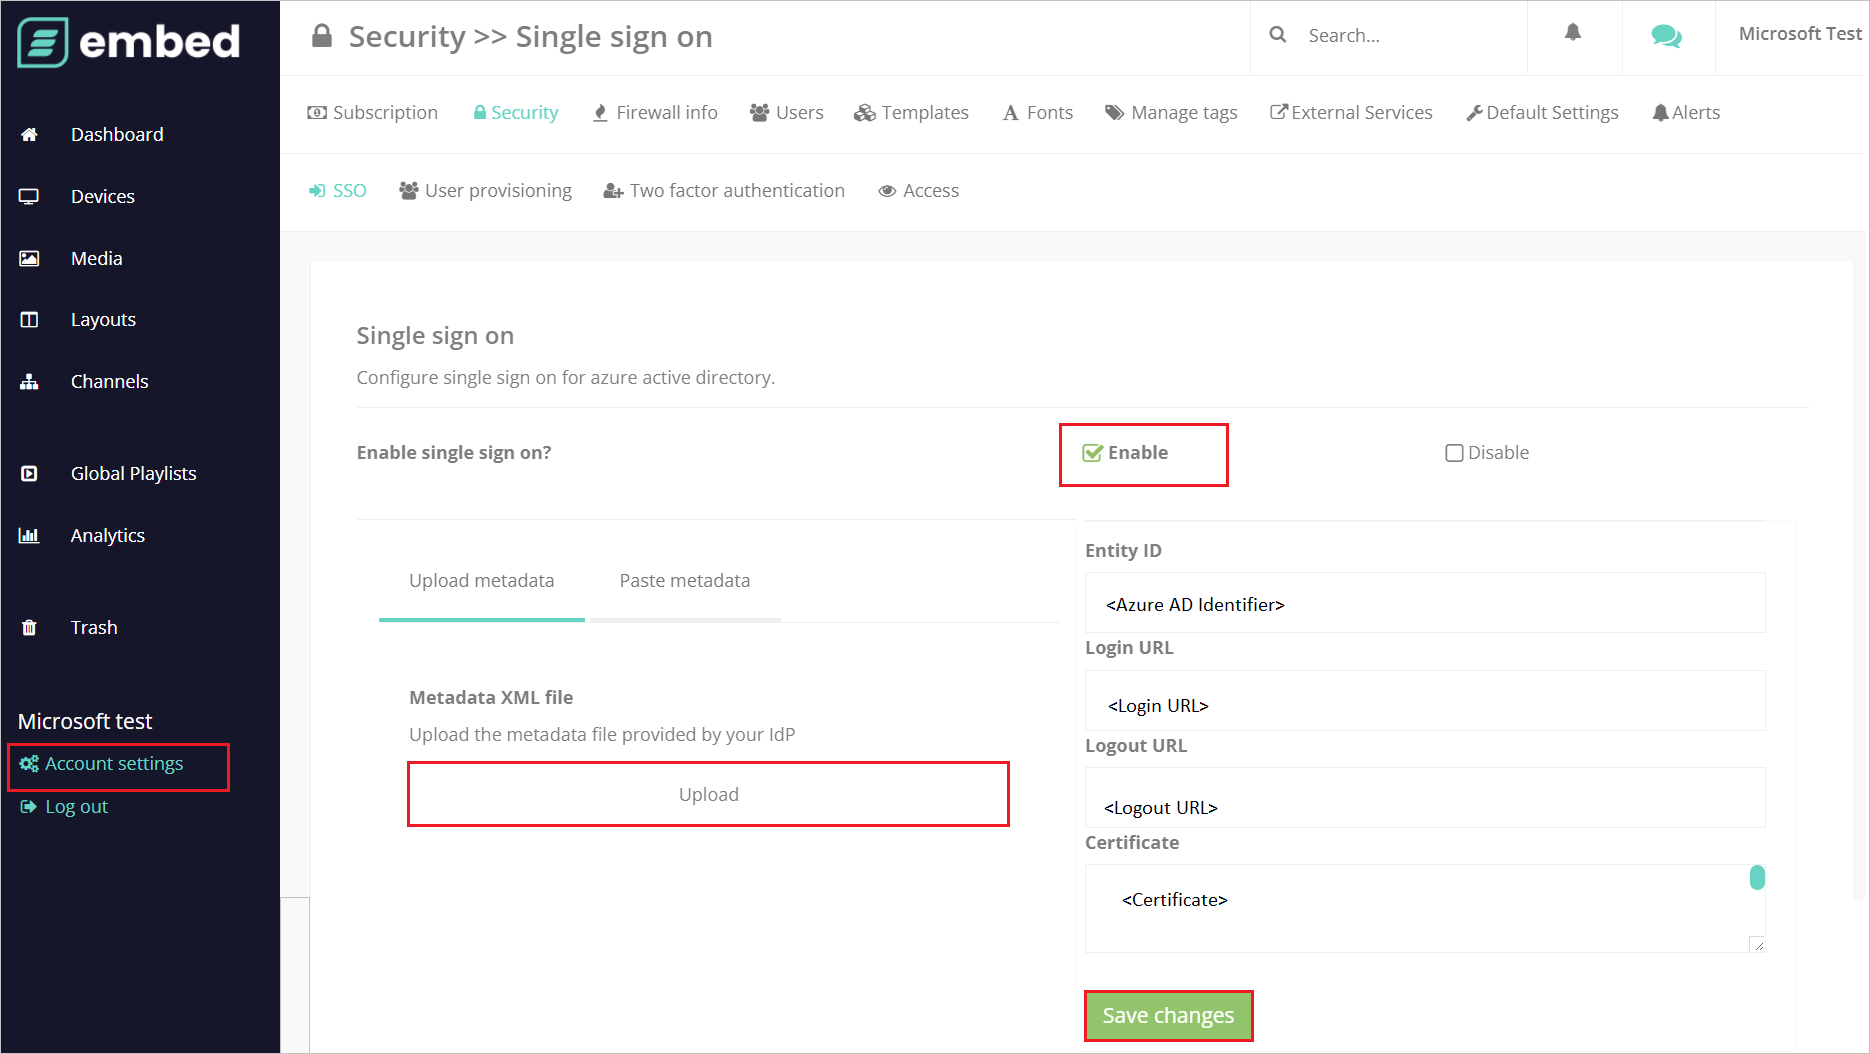 embed
Security >> Single sign on
Search...
Microsoft Test
Subscription
Security
Firewall info
Users
Templates
Fonts
Manage tags
External Services
Default Settings
Alerts
SSO
User provisioning
Two factor authentication
Access
Dashboard
Devices
Media
Layouts
Channels
Global Playlists
Analytics
Trash
Microsoft test
Account settings
Log out
Single sign on
Configure single sign on for azure active directory.
Enable single sign on?
Enable
Disable
Upload metadata
Paste metadata
Metadata XML file
Upload the metadata file provided by your IdP
Upload
Entity ID
<Azure AD Identifier>
Login URL
<Login URL>
Logout URL
<Logout URL>
Certificate
<Certificate>
Save changes